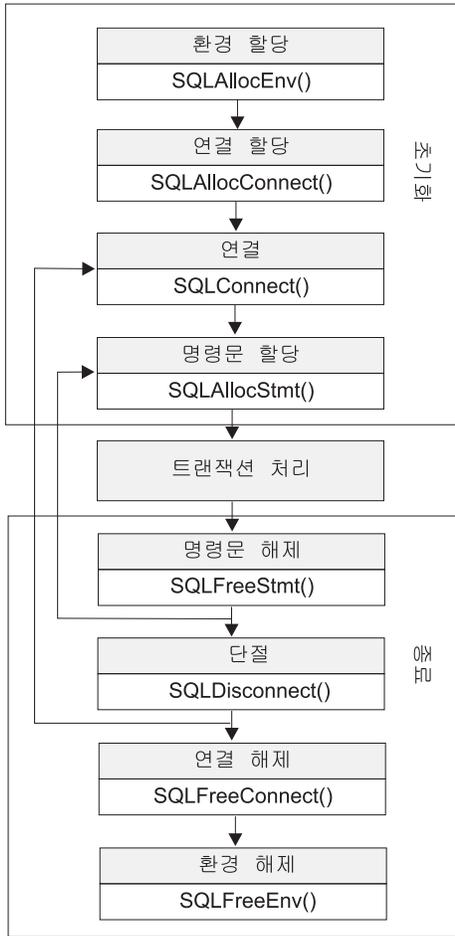 환경 할당
SQLAllocEnv()
연결 할당
SQLAllocConnect()
초기화
연결
SQLConnect()
명령문 할당
SQLAllocStmt()
트랜잭션 처리
명령문 해제
SQLFreeStmt()
단절
SQLDisconnect()
종료
연결 해제
SQLFreeConnect()
환경 해제
SQLFreeEnv()